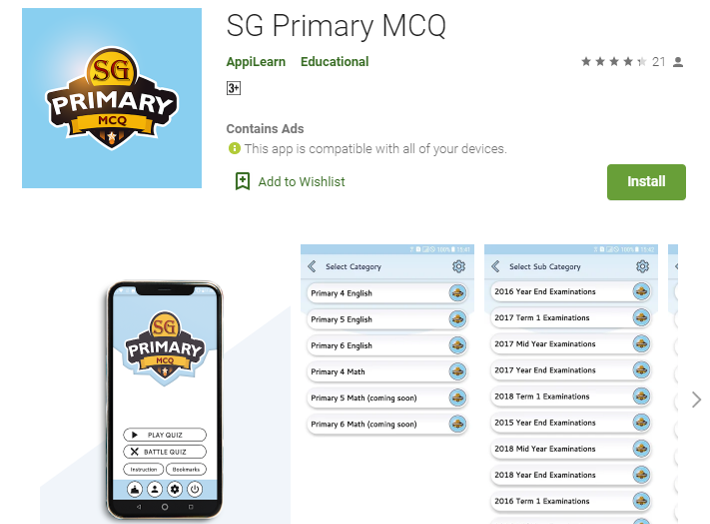 SG Primary MCQ
SG
PRIMARY
MCQ
AppiLearn Educational
21
3+
Contains Ads
This app is compatible with all of your devices.
Add to Wishlist
Install
SG
PRIMARY
MCQ
PLAY QUIZ
BATTLE QUIZ
Instruction Bookmarks
100% 15:41
Select Category
Primary 4 English
Primary 5 English
Primary 6 English
Primary 4 Math
Primary 5 Math (coming soon)
Primary 6 Math (coming soon)
Select Sub Category
2016 Year End Examinations
2017 Term 1 Examinations
2017 Mid Year Examinations
2017 Year End Examinations
2018 Term 1 Examinations
2015 Year End Examinations
2018 Mid Year Examinations
2018 Year End Examinations
2016 Term 1 Examinations